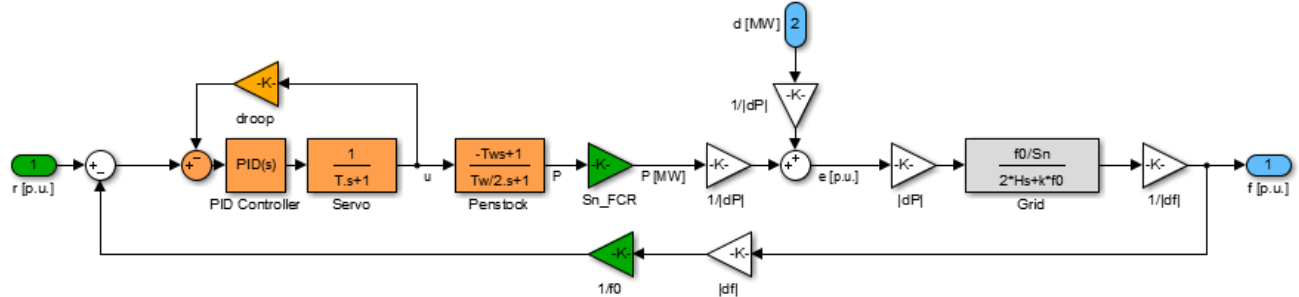 d [MW]
2
-K-
droop
-K-
1/|dP|
1
r [p.u.]
+
−
+
−
PID(s)
PID Controller
1
T.s+1
Servo
u
-Tws+1
Tw/2.s+1
Penstock
P
-K-
Sn_FCR
P [MW]
-K-
1/|dP|
+
+
e [p.u.]
-K-
|dP|
f0/Sn
2*Hs+k*f0
Grid
-K-
1/|df|
1
f [p.u.]
-K-
1/f0
-K-
|df|